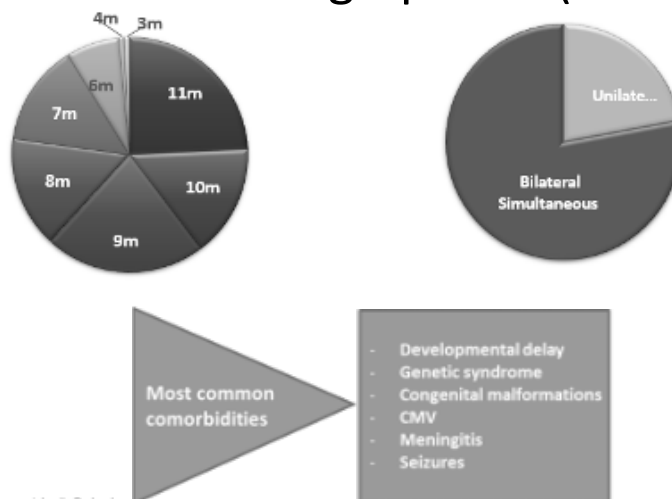 4m
3m
11m
6m
7m
Unilate...
8m
10m
Bilateral
Simultaneous
9m
Most common
comorbidities
- Developmental delay
- Genetic syndrome
- Congenital malformations
- CMV
- Meningitis
- Seizures